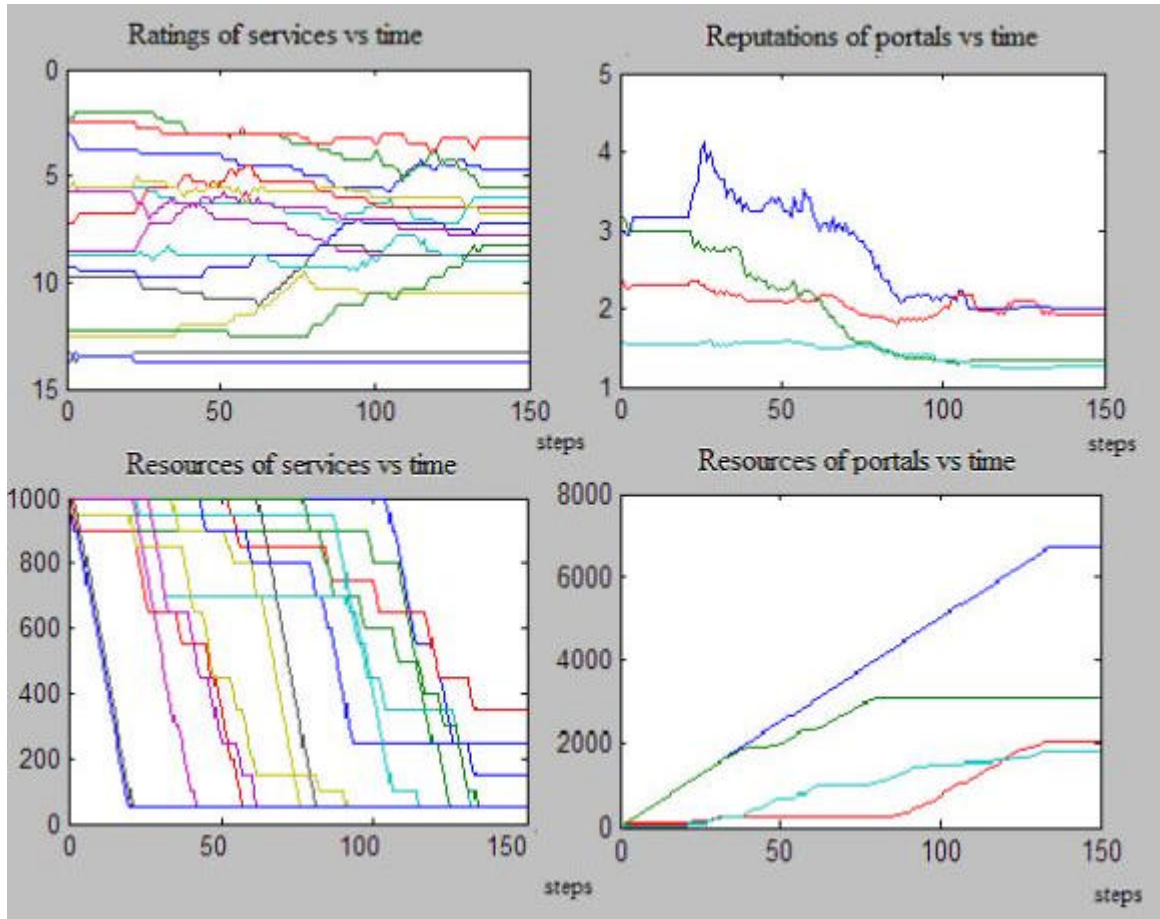 Ratings of services vs time
0
5
10
15
0 50 100 150
steps
Reputations of portals vs time
5
4
3
2
1
0 50 100 150
steps
Resources of services vs time
1000
800
600
400
200
0
0 50 100 150
steps
Resources of portals vs time
8000
6000
4000
2000
0
0 50 100 150
steps